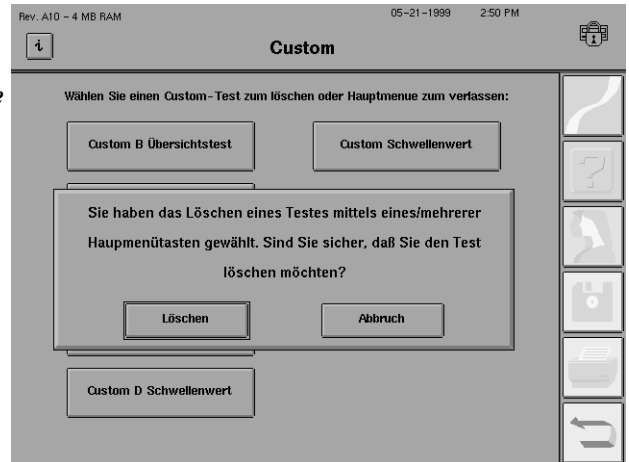 Rev. A10 – 4 MB RAM 05-21-1999 2:50 PM
i Custom
e
Wählen Sie einen Custom-Test zum löschen oder Hauptmenue zum verlassen:
Custom B Übersichtstest Custom Schwellenwert
Sie haben das Löschen eines Testes mittels eines/mehrerer
Haupmenütasten gewählt. Sind Sie sicher, daß Sie den Test
löschen möchten?
Löschen Abbruch
Custom D Schwellenwert